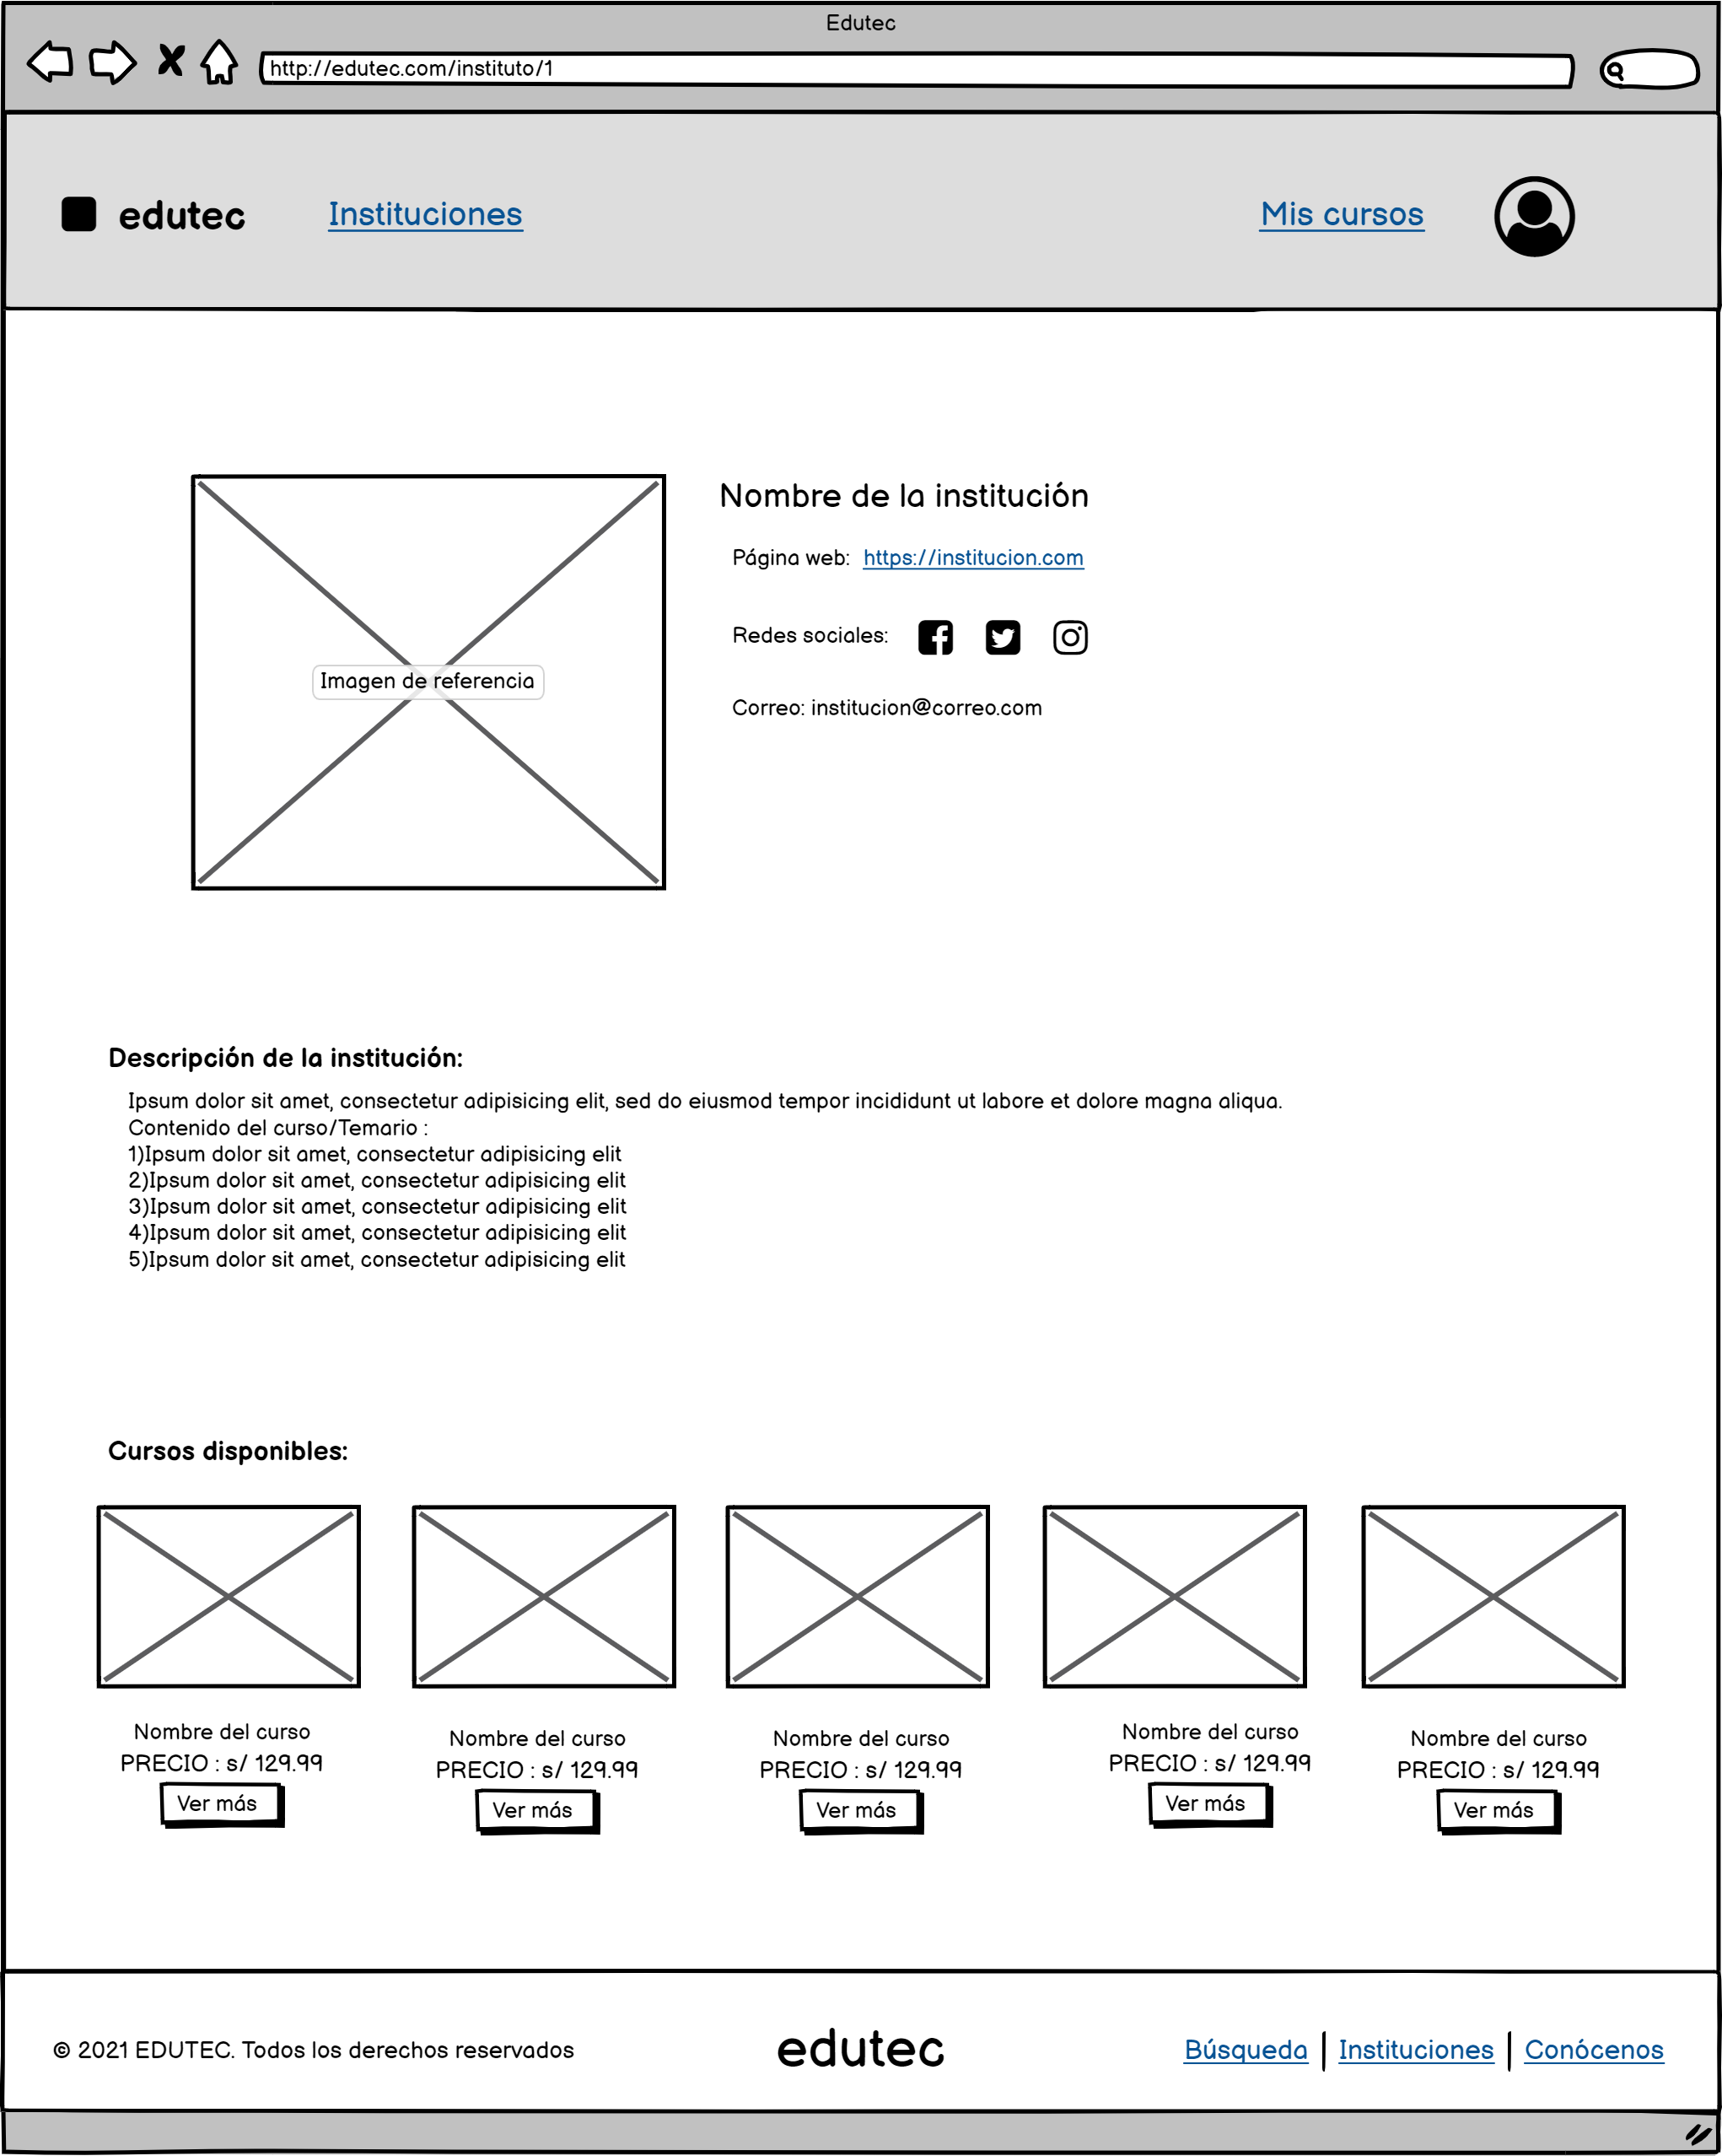 Edutec
http://edutec.com/instituto/1
edutec Instituciones Mis cursos
Nombre de la institución
Página web: https://institucion.com
Redes sociales:
Imagen de referencia
Correo: institucion@correo.com
Descripción de la institución:
Ipsum dolor sit amet, consectetur adipisicing elit, sed do eiusmod tempor incididunt ut labore et dolore magna aliqua.
Contenido del curso/Temario :
1)Ipsum dolor sit amet, consectetur adipisicing elit
2)Ipsum dolor sit amet, consectetur adipisicing elit
3)Ipsum dolor sit amet, consectetur adipisicing elit
4)Ipsum dolor sit amet, consectetur adipisicing elit
5)Ipsum dolor sit amet, consectetur adipisicing elit
Cursos disponibles:
Nombre del curso
PRECIO : s/ 129.99
Ver más
Nombre del curso
PRECIO : s/ 129.99
Ver más
Nombre del curso
PRECIO : s/ 129.99
Ver más
Nombre del curso
PRECIO : s/ 129.99
Ver más
Nombre del curso
PRECIO : s/ 129.99
Ver más
© 2021 EDUTEC. Todos los derechos reservados
edutec
Búsqueda | Instituciones | Conócenos